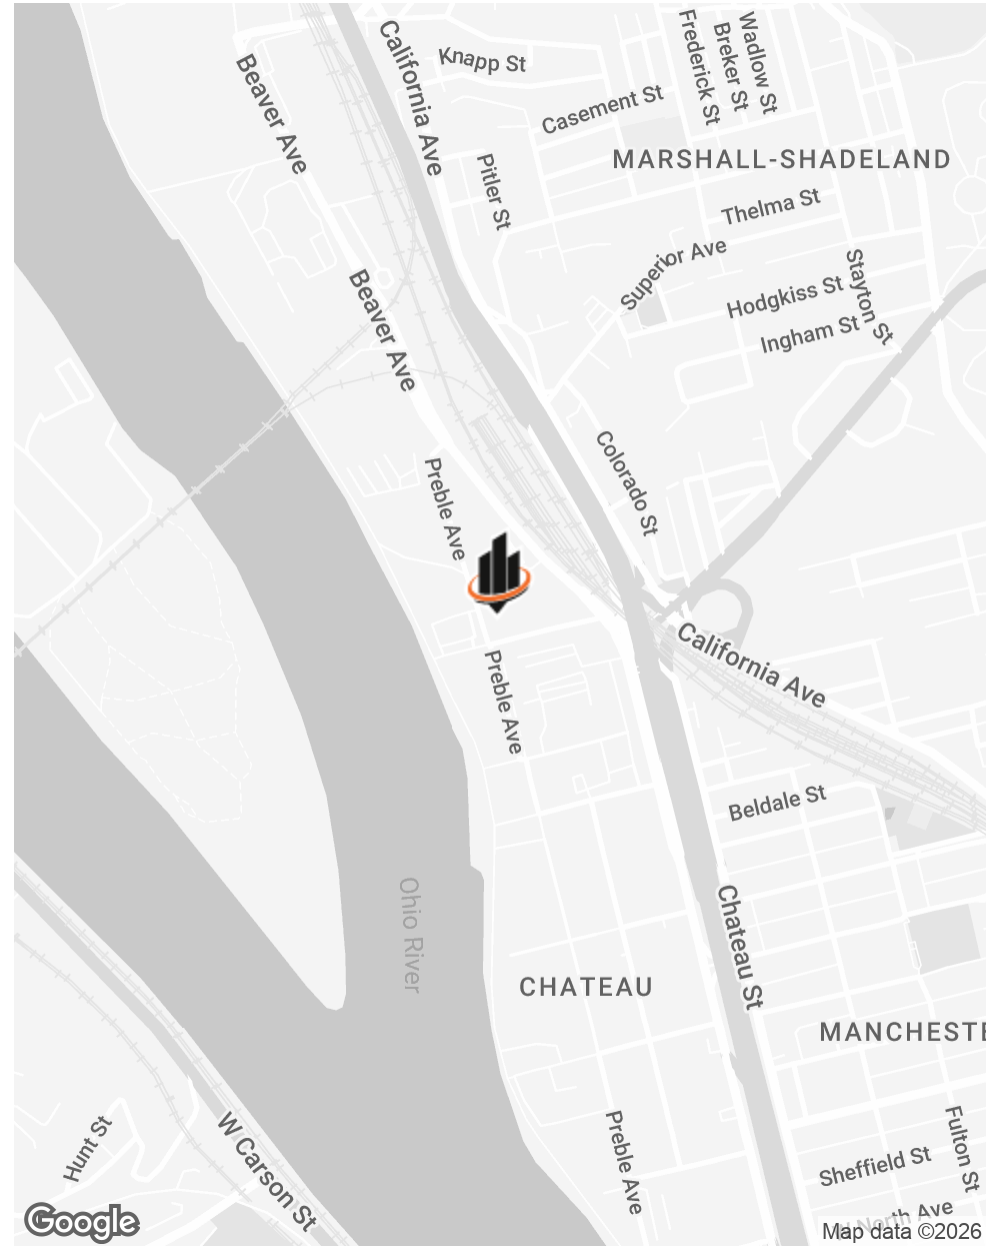 Wadlow St
Breker St
Frederick St
California Ave
Knapp St
Beaver Ave
Casement St
MARSHALL-SHADELAND
Pitler St
Thelma St
Superior Ave
Stayton St
Hodgkiss St
Beaver Ave
Ingham St
Colorado St
Preble Ave
California Ave
Preble Ave
Beldale St
Ohio River
Chateau St
CHATEAU
MANCHESTE
Hunt St
W Carson St
Preble Ave
Fulton St
Sheffield St
N North Ave
Google
Map data ©2026